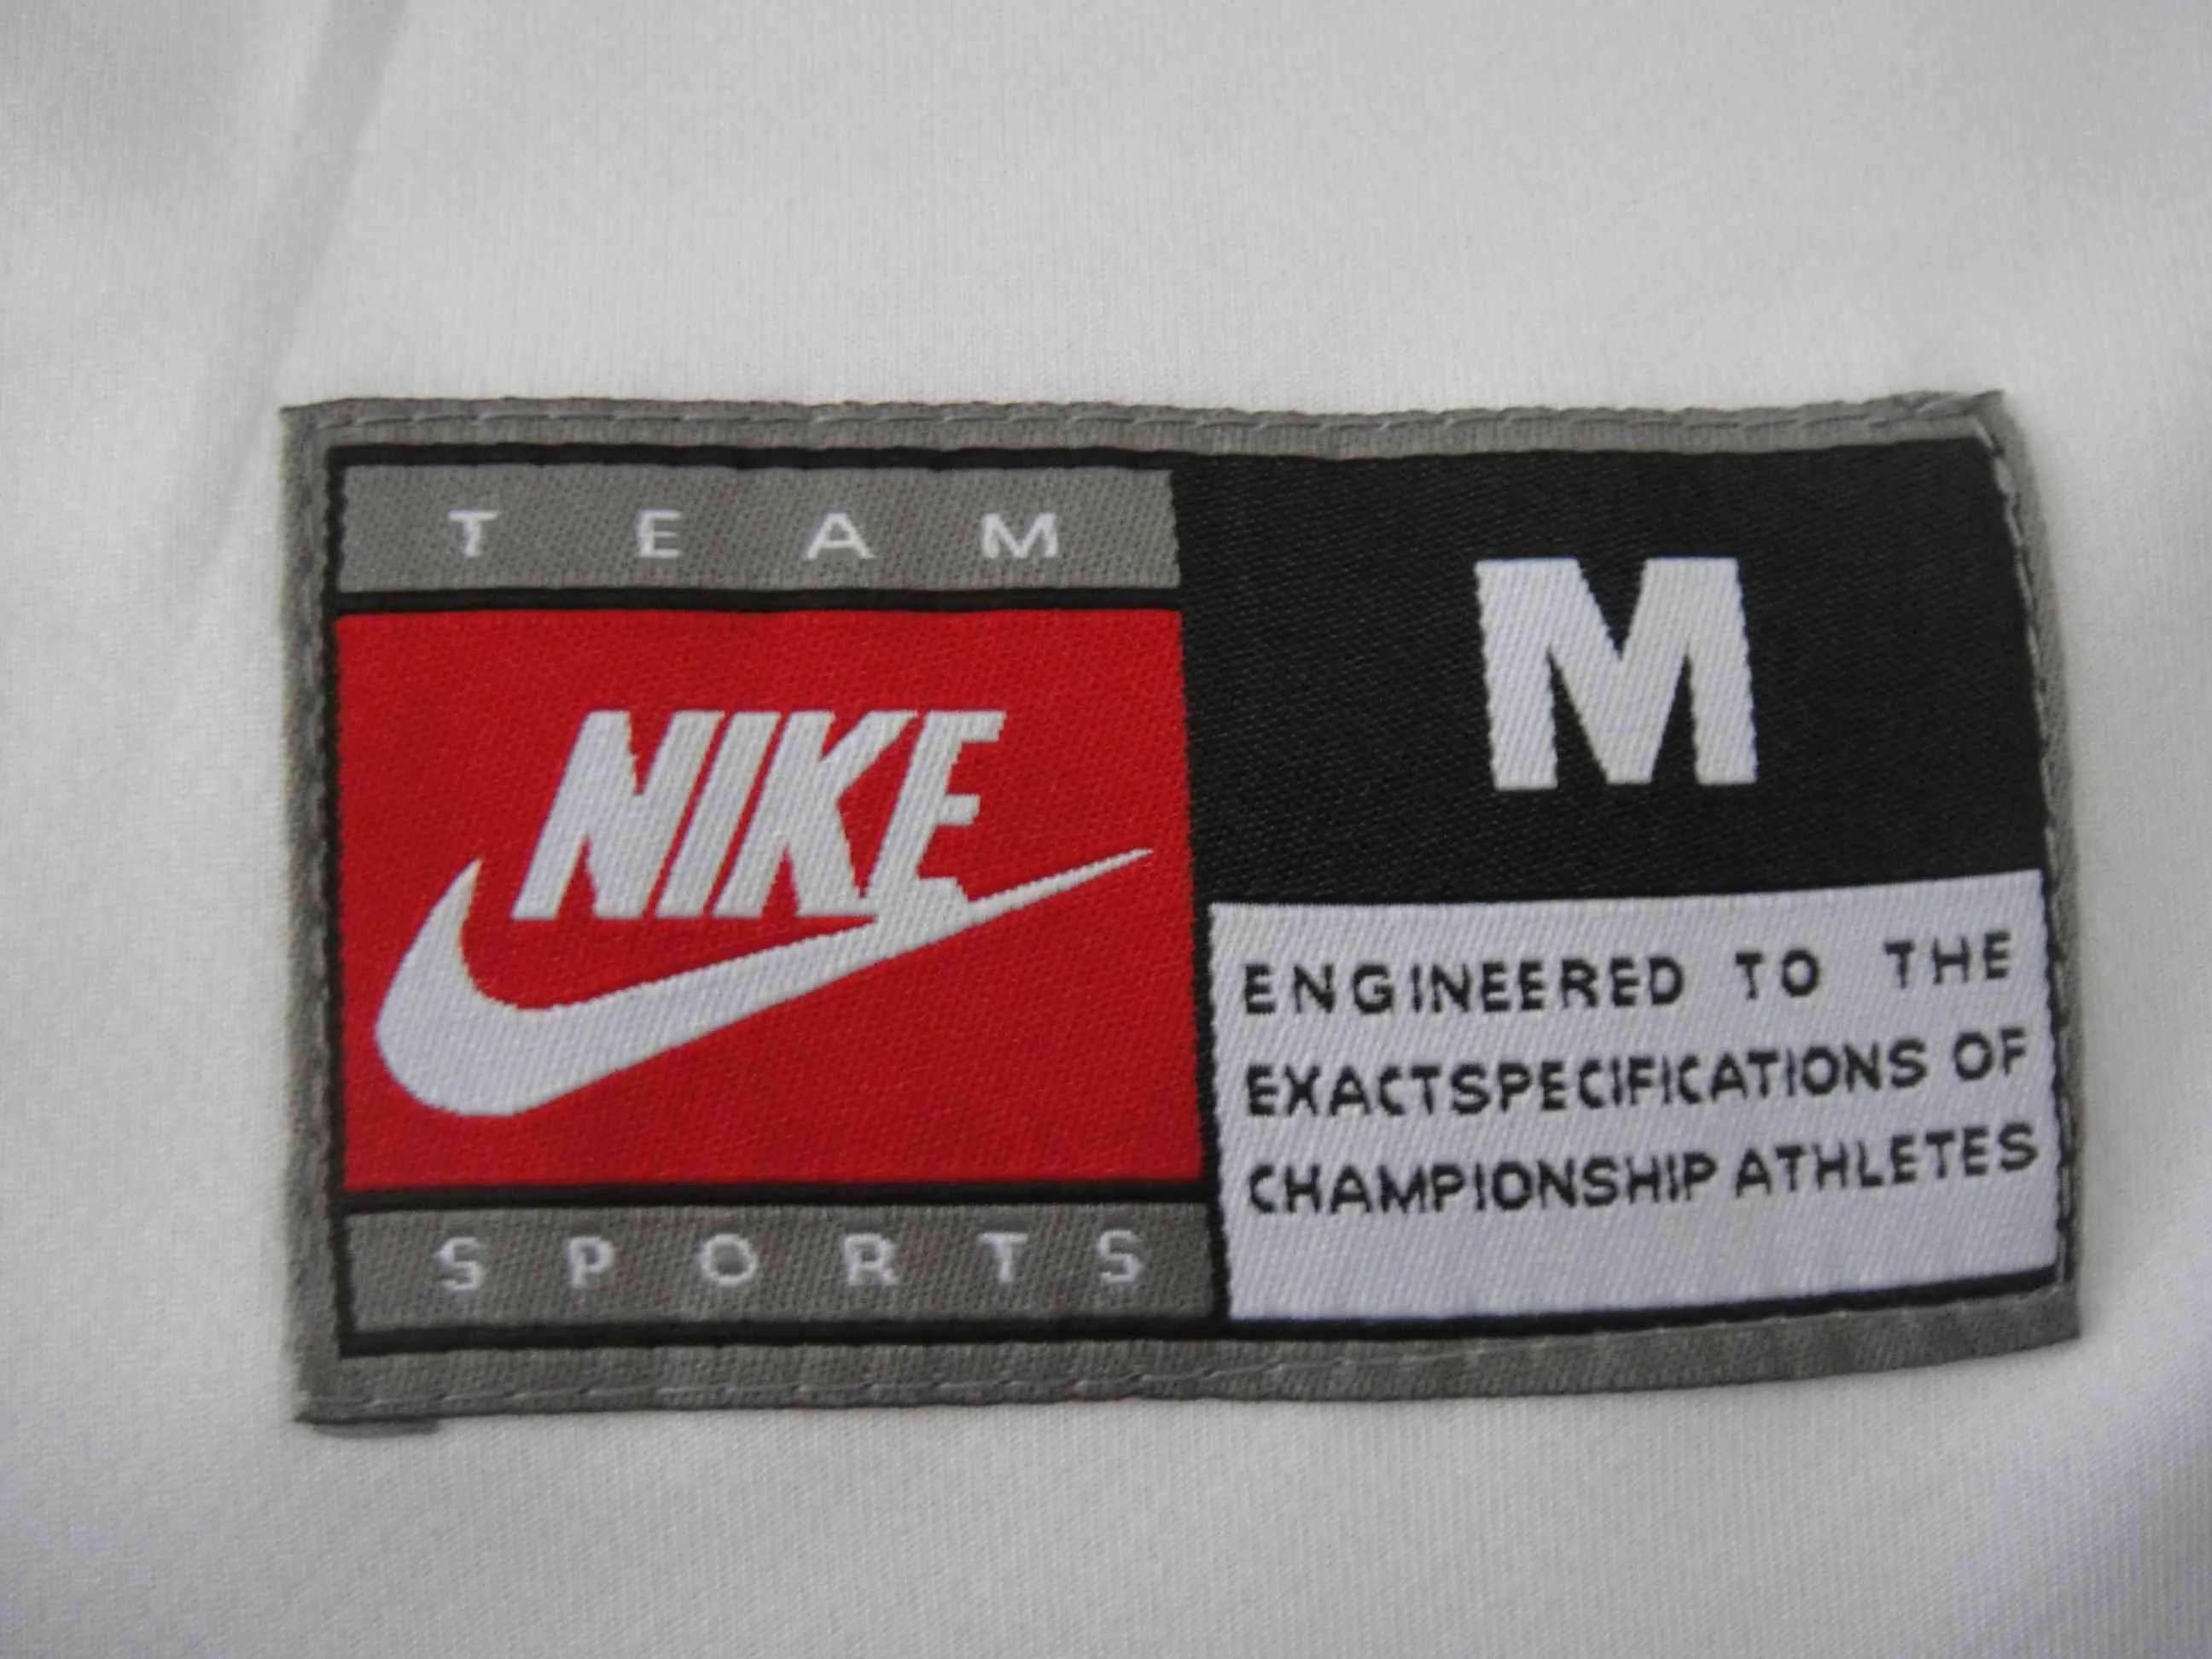 TEAM
NIKE
SPORTS
M
ENGINEERED TO THE
EXACTSPECIFICATIONS OF
CHAMPIONSHIP ATHLETES